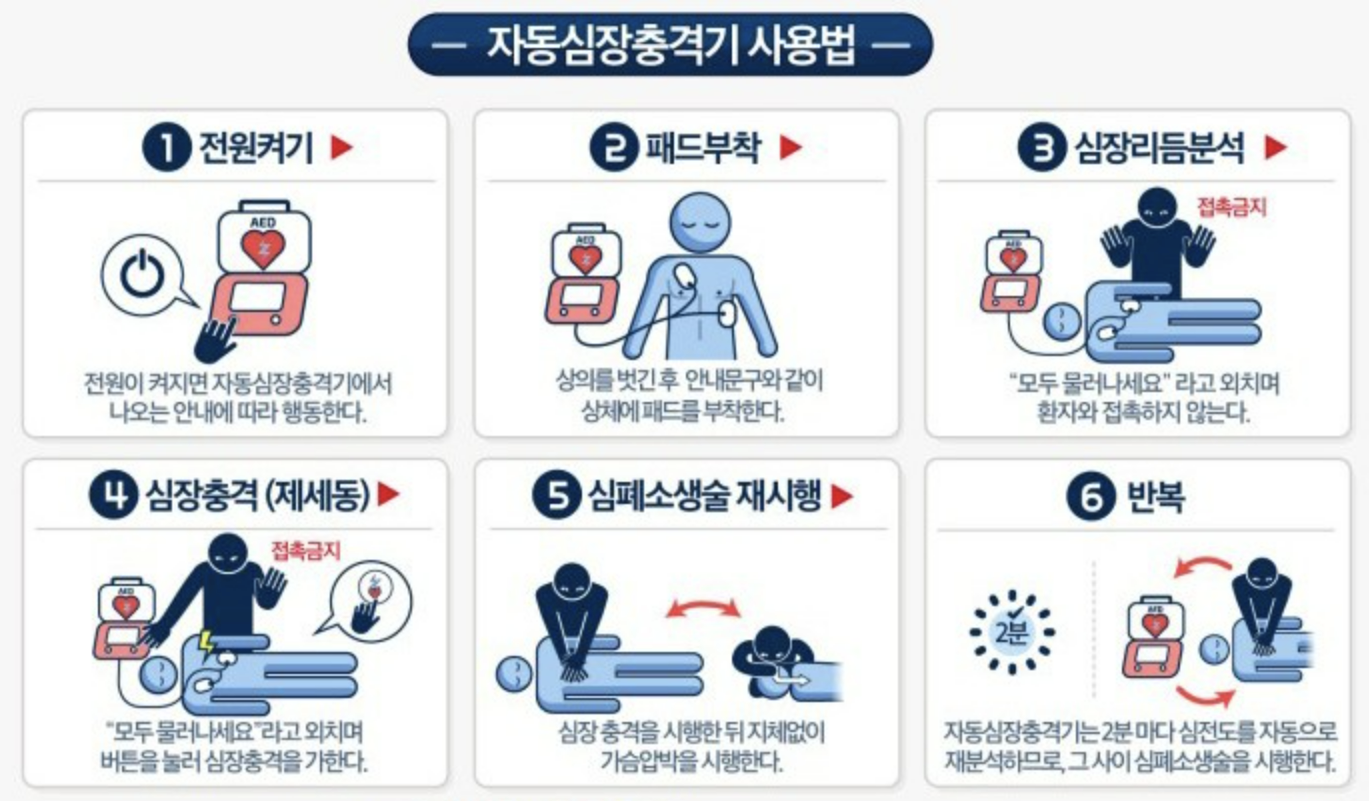 자동심장충격기 사용법
1 전원켜기
AED
전원이 켜지면 자동심장충격기에서
나오는 안내에 따라 행동한다.
2 패드부착
AED
상의를 벗긴 후 안내문구와 같이
상체에 패드를 부착한다.
3 심장리듬분석
접촉금지
AED
“모두 물러나세요” 라고 외치며
환자와 접촉하지 않는다.
4 심장충격 (제세동)
접촉금지
AED
“모두 물러나세요”라고 외치며
버튼을 눌러 심장충격을 가한다.
5 심폐소생술 재시행
심장 충격을 시행한 뒤 지체없이
가슴압박을 시행한다.
6 반복
2분
AED
자동심장충격기는 2분 마다 심전도를 자동으로
재분석하므로, 그 사이 심폐소생술을 시행한다.